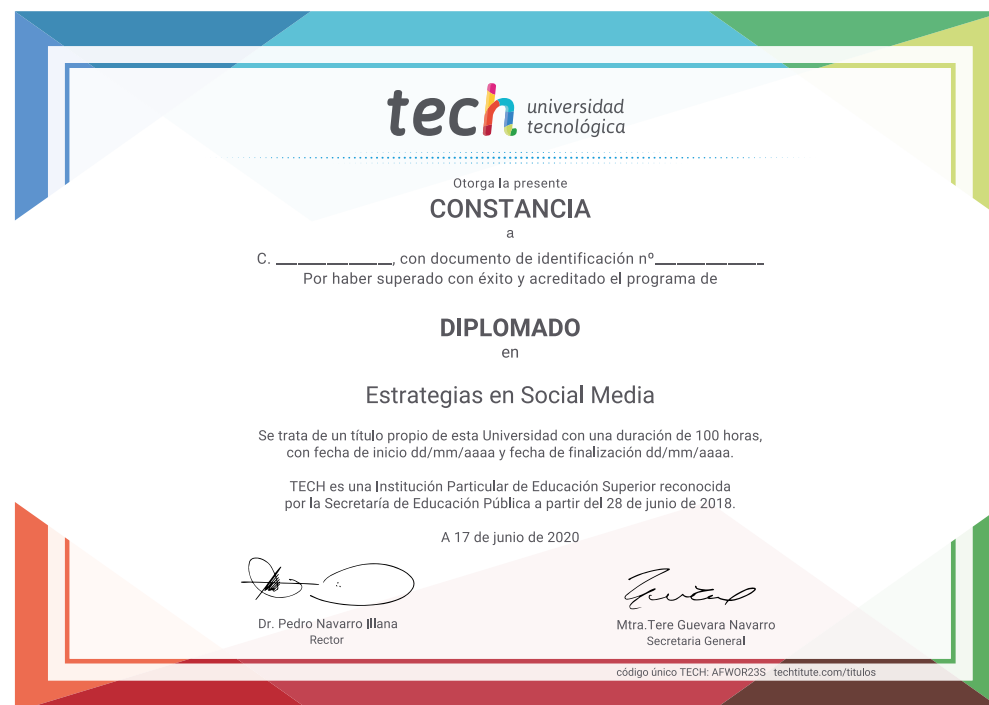 tech universidad
tecnológica
Otorga la presente
CONSTANCIA
a
C. ____________, con documento de identificación nº____________
Por haber superado con éxito y acreditado el programa de
DIPLOMADO
en
Estrategias en Social Media
Se trata de un título propio de esta Universidad con una duración de 100 horas,
con fecha de inicio dd/mm/aaaa y fecha de finalización dd/mm/aaaa.
TECH es una Institución Particular de Educación Superior reconocida
por la Secretaría de Educación Pública a partir del 28 de junio de 2018.
A 17 de junio de 2020
Dr. Pedro Navarro Illana
Rector
Mtra.Tere Guevara Navarro
Secretaria General
código único TECH: AFWOR23S techtitute.com/titulos